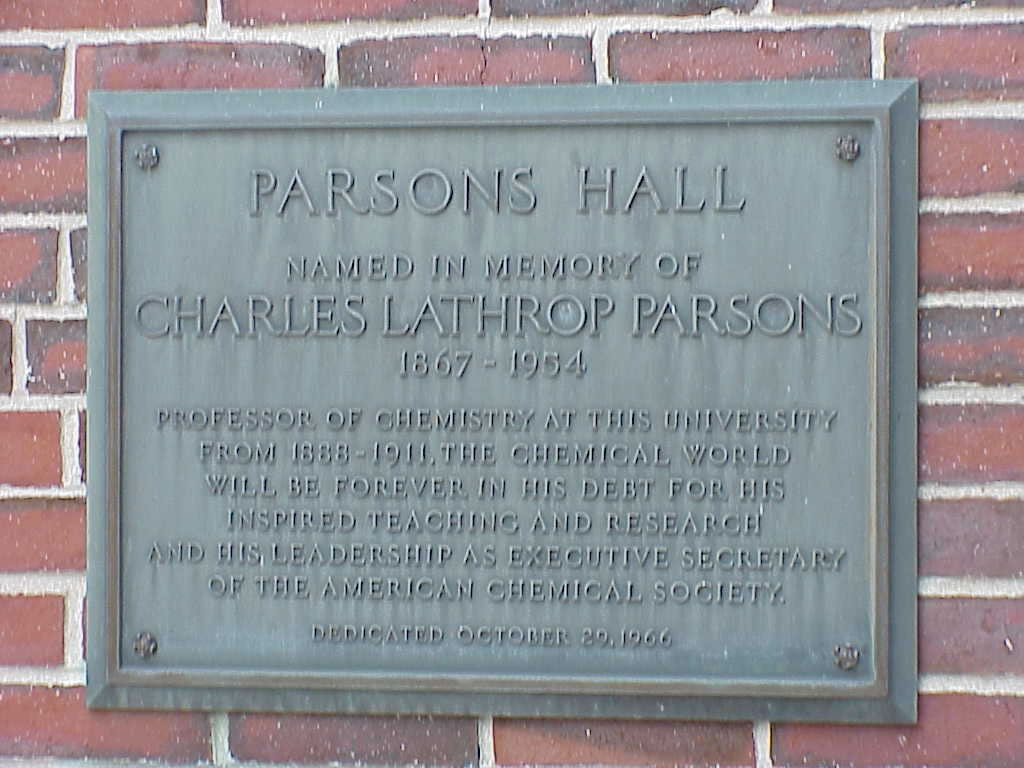 PARSONS HALL
NAMED IN MEMORY OF
CHARLES LATHROP PARSONS
1867 - 1954
PROFESSOR OF CHEMISTRY AT THIS UNIVERSITY
FROM 1888-1911. THE CHEMICAL WORLD
WILL BE FOREVER IN HIS DEBT FOR HIS
INSPIRED TEACHING AND RESEARCH
AND HIS LEADERSHIP AS EXECUTIVE SECRETARY
OF THE AMERICAN CHEMICAL SOCIETY.
DEDICATED OCTOBER 29, 1966